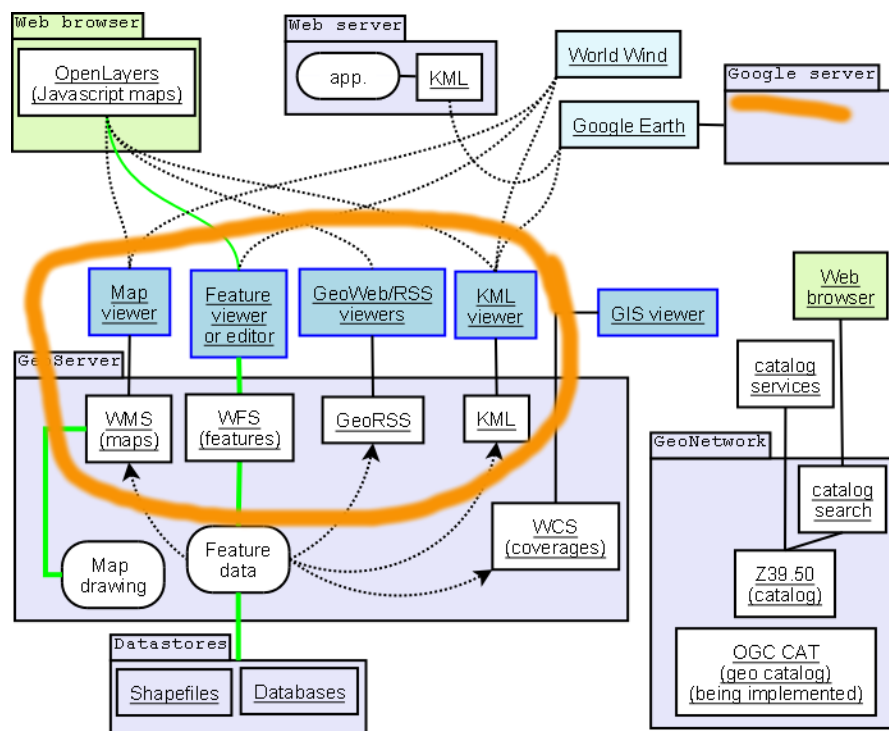 Web browser
OpenLayers
(Javascript maps)
Web server
app.
KML
World Wind
Google Earth
Google server
Map
viewer
Feature
viewer
or editor
GeoWeb/RSS
viewers
KML
viewer
GIS viewer
Web
browser
GeoServer
WMS
(maps)
WFS
(features)
GeoRSS
KML
catalog
services
GeoNetwork
catalog
search
Map
drawing
Feature
data
WCS
(coverages)
Z39.50
(catalog)
Datastores
Shapefiles
Databases
OGC CAT
(geo catalog)
(being implemented)